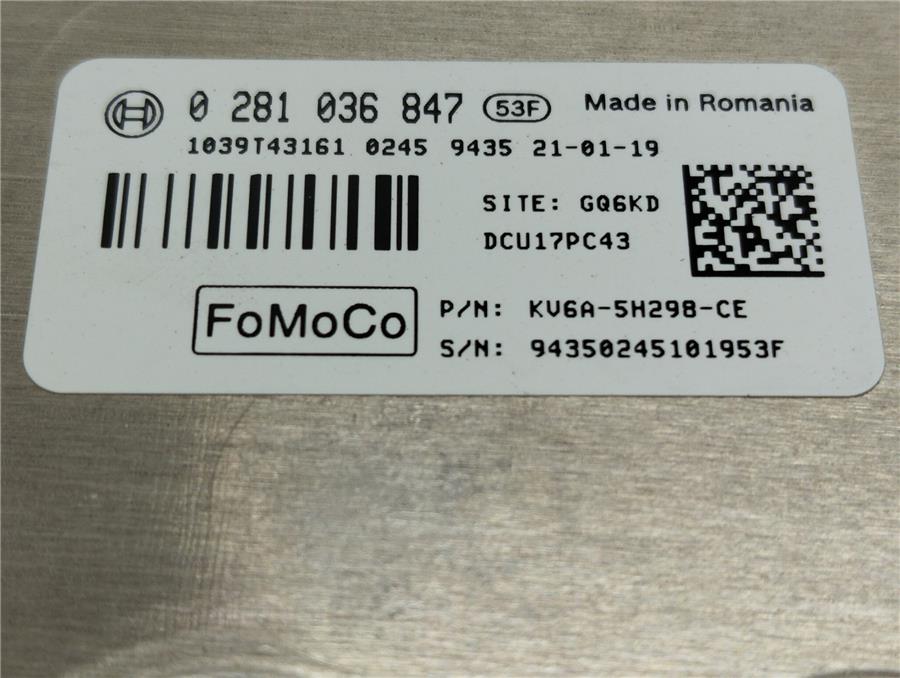 0 281 036 847 53F Made in Romania
1039T43161 0245 9435 21-01-19
SITE: GQ6KD
DCU17PC43
FoMoCo
P/N: KV6A-5H298-CE
S/N: 94350245101953F